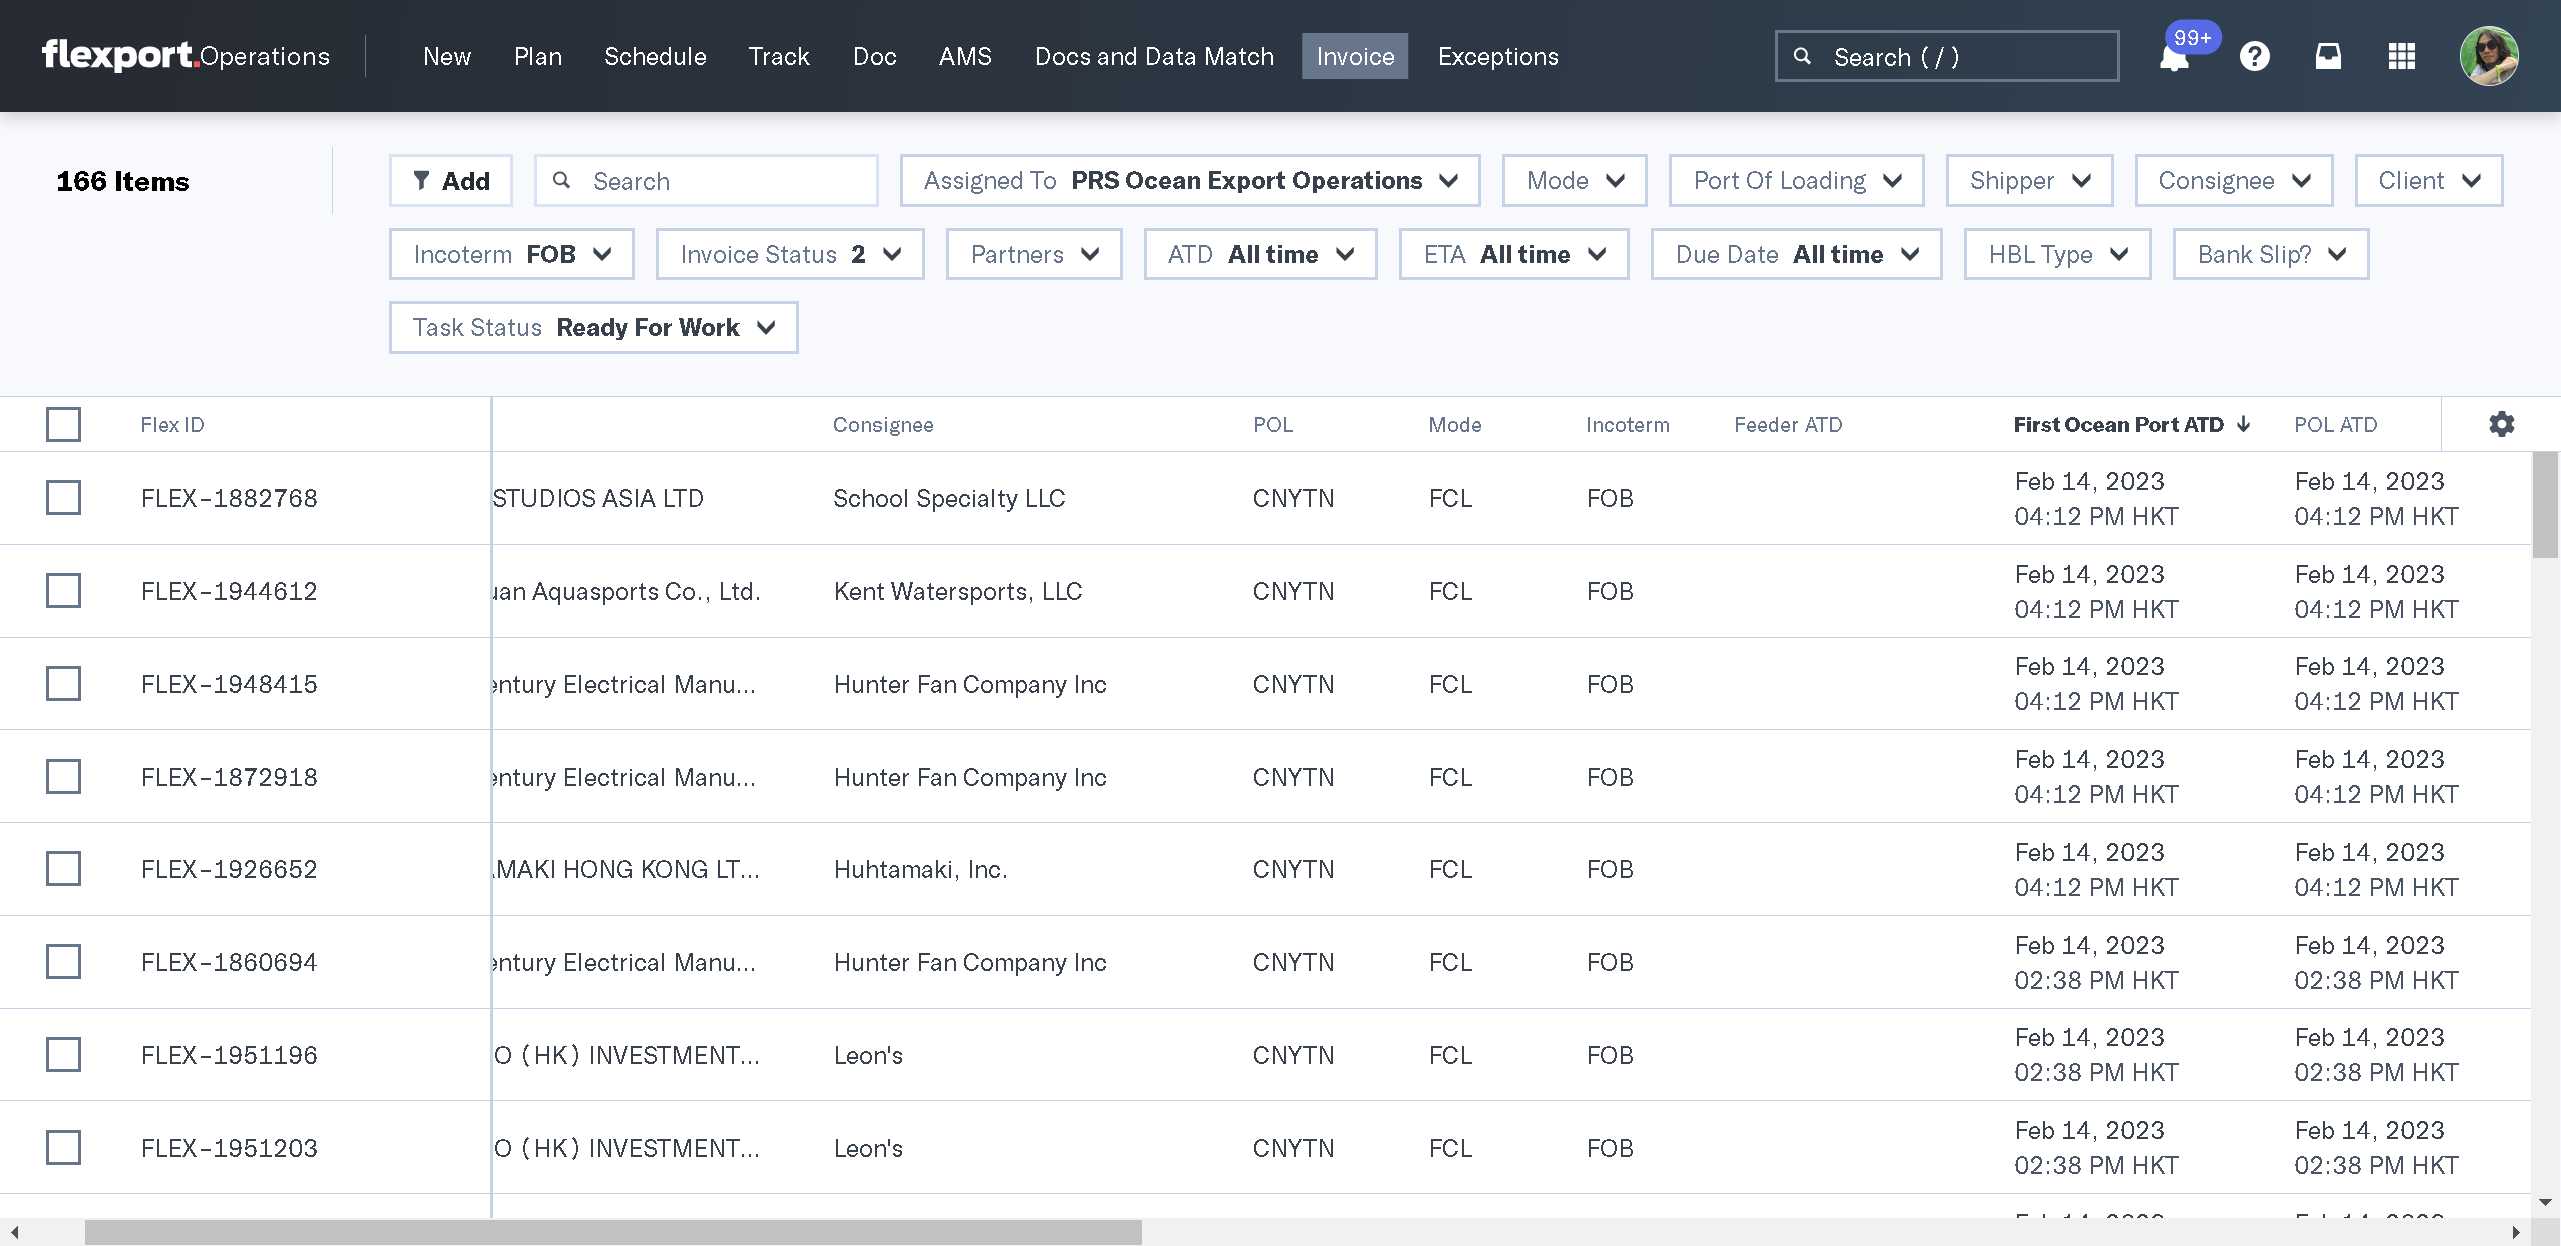 flexport.Operations New Plan Schedule Track Doc AMS Docs and Data Match Invoice Exceptions Search (/) 99+
166 Items Add Search Assigned To PRS Ocean Export Operations Mode Port Of Loading Shipper Consignee Client
Incoterm FOB Invoice Status 2 Partners ATD All time ETA All time Due Date All time HBL Type Bank Slip?
Task Status Ready For Work
Flex ID Consignee POL Mode Incoterm Feeder ATD First Ocean Port ATD POL ATD
FLEX-1882768 STUDIOS ASIA LTD School Specialty LLC CNYTN FCL FOB Feb 14, 2023 04:12 PM HKT Feb 14, 2023 04:12 PM HKT
FLEX-1944612 uan Aquasports Co., Ltd. Kent Watersports, LLC CNYTN FCL FOB Feb 14, 2023 04:12 PM HKT Feb 14, 2023 04:12 PM HKT
FLEX-1948415 entury Electrical Manu... Hunter Fan Company Inc CNYTN FCL FOB Feb 14, 2023 04:12 PM HKT Feb 14, 2023 04:12 PM HKT
FLEX-1872918 entury Electrical Manu... Hunter Fan Company Inc CNYTN FCL FOB Feb 14, 2023 04:12 PM HKT Feb 14, 2023 04:12 PM HKT
FLEX-1926652 AMAKI HONG KONG LT... Huhtamaki, Inc. CNYTN FCL FOB Feb 14, 2023 04:12 PM HKT Feb 14, 2023 04:12 PM HKT
FLEX-1860694 entury Electrical Manu... Hunter Fan Company Inc CNYTN FCL FOB Feb 14, 2023 02:38 PM HKT Feb 14, 2023 02:38 PM HKT
FLEX-1951196 O (HK) INVESTMENT... Leon's CNYTN FCL FOB Feb 14, 2023 02:38 PM HKT Feb 14, 2023 02:38 PM HKT
FLEX-1951203 O (HK) INVESTMENT... Leon's CNYTN FCL FOB Feb 14, 2023 02:38 PM HKT Feb 14, 2023 02:38 PM HKT